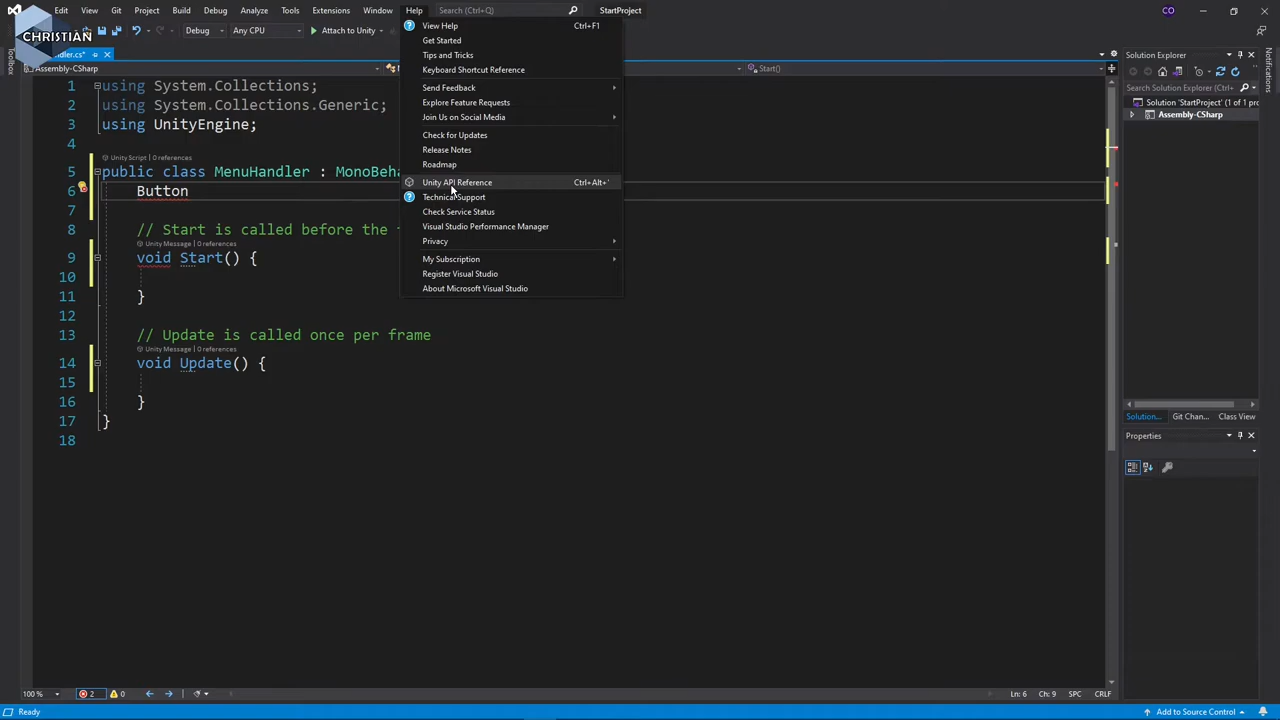 File Edit View Git Project Build Debug Analyze Tools Extensions Window Help Search (Ctrl+Q) StartProject CO
CHRISTIAN
Debug Any CPU Attach to Unity
ndler.cs*
Toolbox
Assembly-CSharp
Start()
Notifications
1 using System.Collections;
2 using System.Collections.Generic;
3 using UnityEngine;
4
Unity Script | 0 references
5 public class MenuHandler : MonoBeha
6 Button
7
8 // Start is called before the f
Unity Message | 0 references
9 void Start() {
10
11 }
12
13 // Update is called once per frame
Unity Message | 0 references
14 void Update() {
15
16 }
17 }
18
View Help Ctrl+F1
Get Started
Tips and Tricks
Keyboard Shortcut Reference
Send Feedback
Explore Feature Requests
Join Us on Social Media
Check for Updates
Release Notes
Roadmap
Unity API Reference Ctrl+Alt+'
Technical Support
Check Service Status
Visual Studio Performance Manager
Privacy
My Subscription
Register Visual Studio
About Microsoft Visual Studio
Solution Explorer
Search Solution Explorer (Ctrl+
Solution 'StartProject' (1 of 1 pro
Assembly-CSharp
Solution... Git Chan... Class View
Properties
100 % 2 0 Ln: 6 Ch: 9 SPC CRLF
Ready Add to Source Control